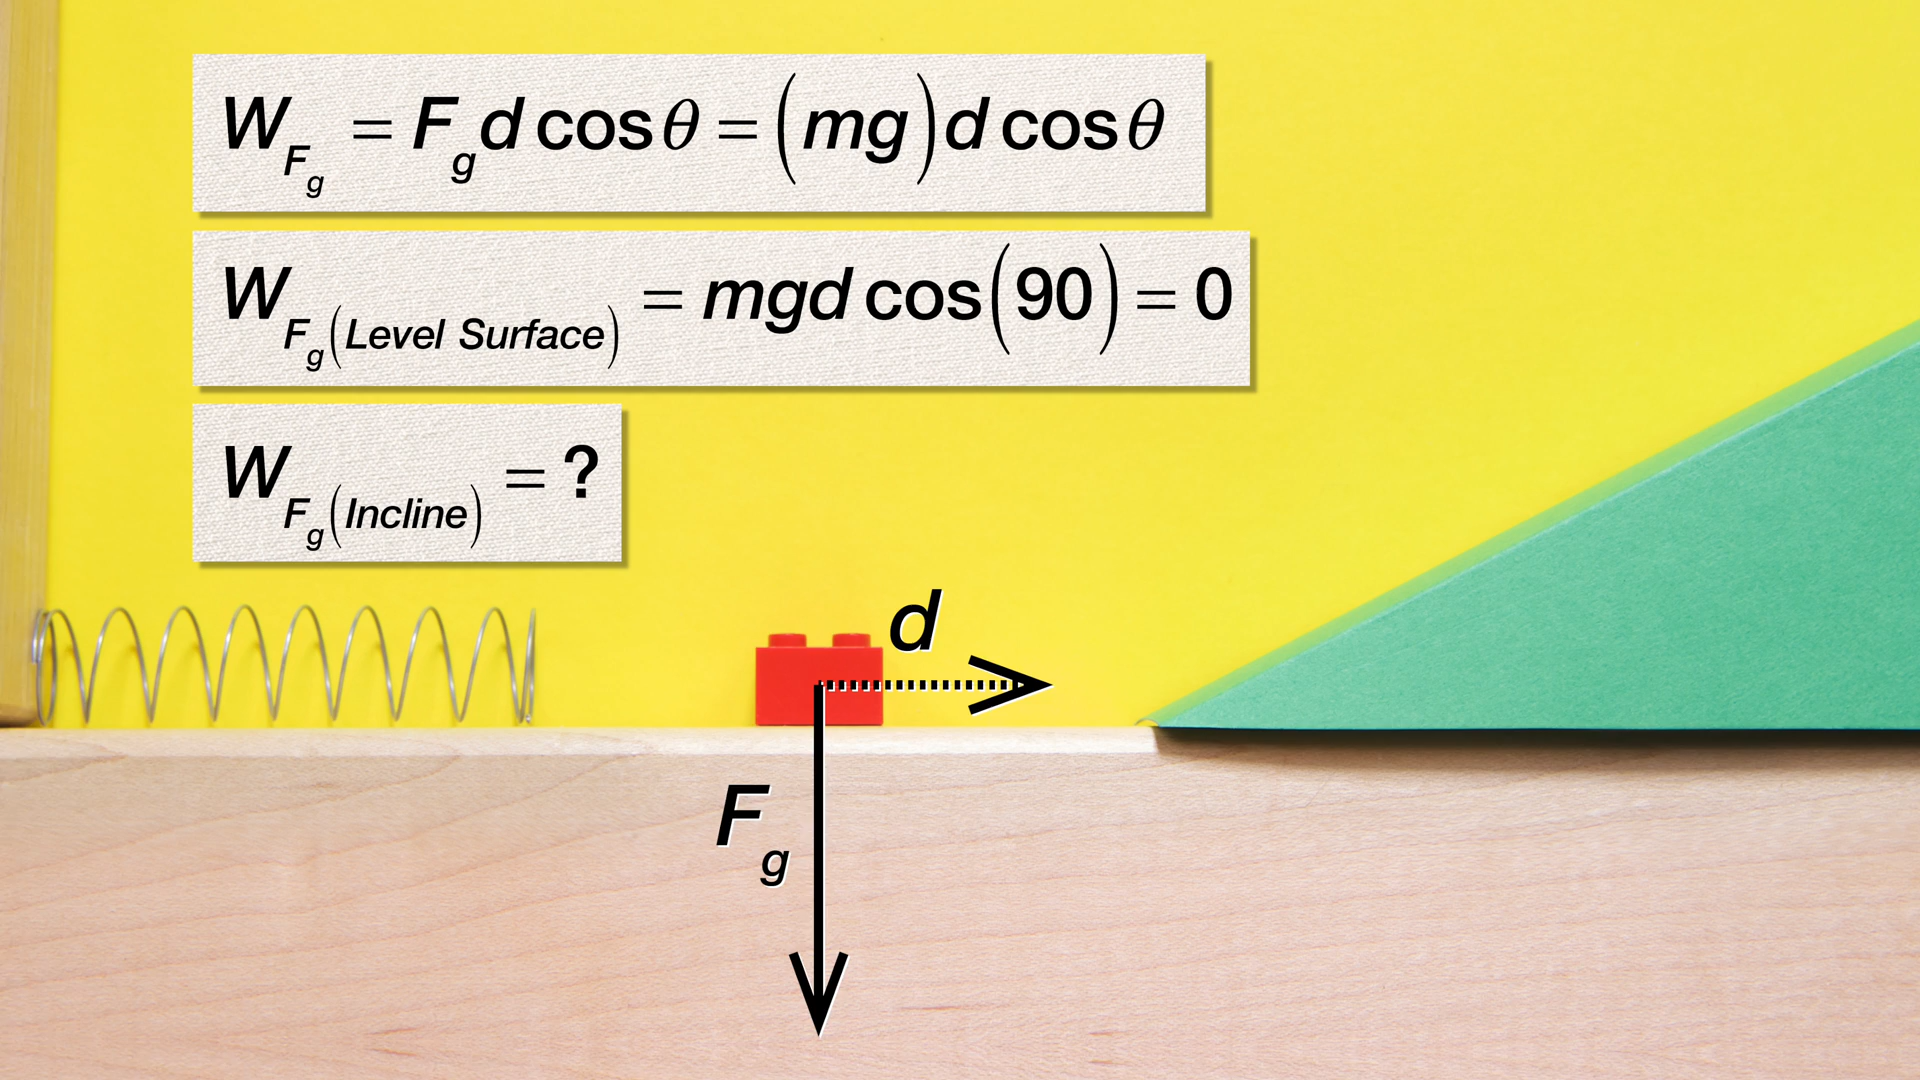 W_{F_g} = F_g d cos θ = (mg) d cos θ
W_{F_g (Level Surface)} = mgd cos(90) = 0
W_{F_g (Incline)} = ?
d
F_g